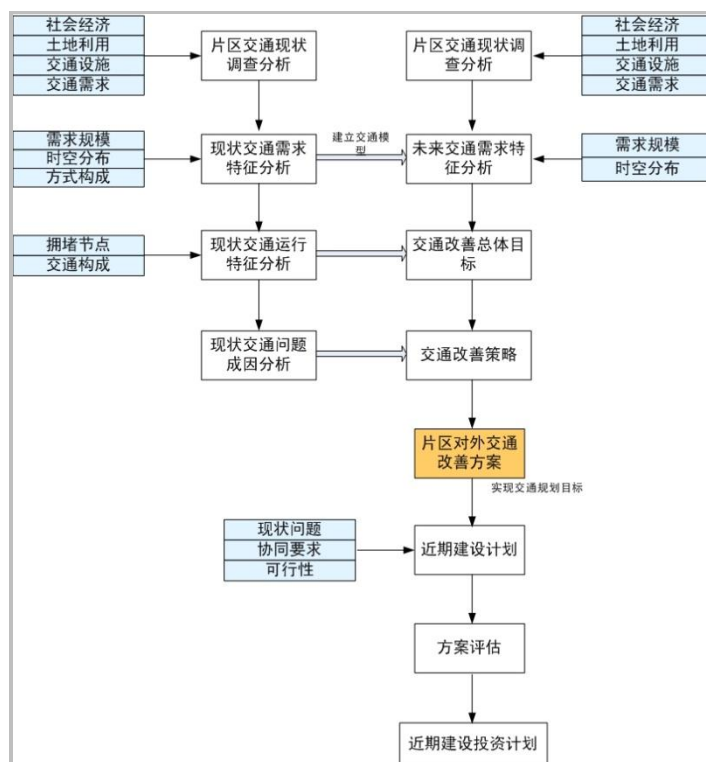 社会经济
土地利用
交通设施
交通需求
片区交通现状
调查分析
片区交通现状调
查分析
社会经济
土地利用
交通设施
交通需求
需求规模
时空分布
方式构成
现状交通需求
特征分析
建立交通模
型
未来交通需求特
征分析
需求规模
时空分布
拥堵节点
交通构成
现状交通运行
特征分析
交通改善总体目
标
现状交通问题
成因分析
交通改善策略
片区对外交通
改善方案
实现交通规划目标
现状问题
协同要求
可行性
近期建设计划
方案评估
近期建设投资计划